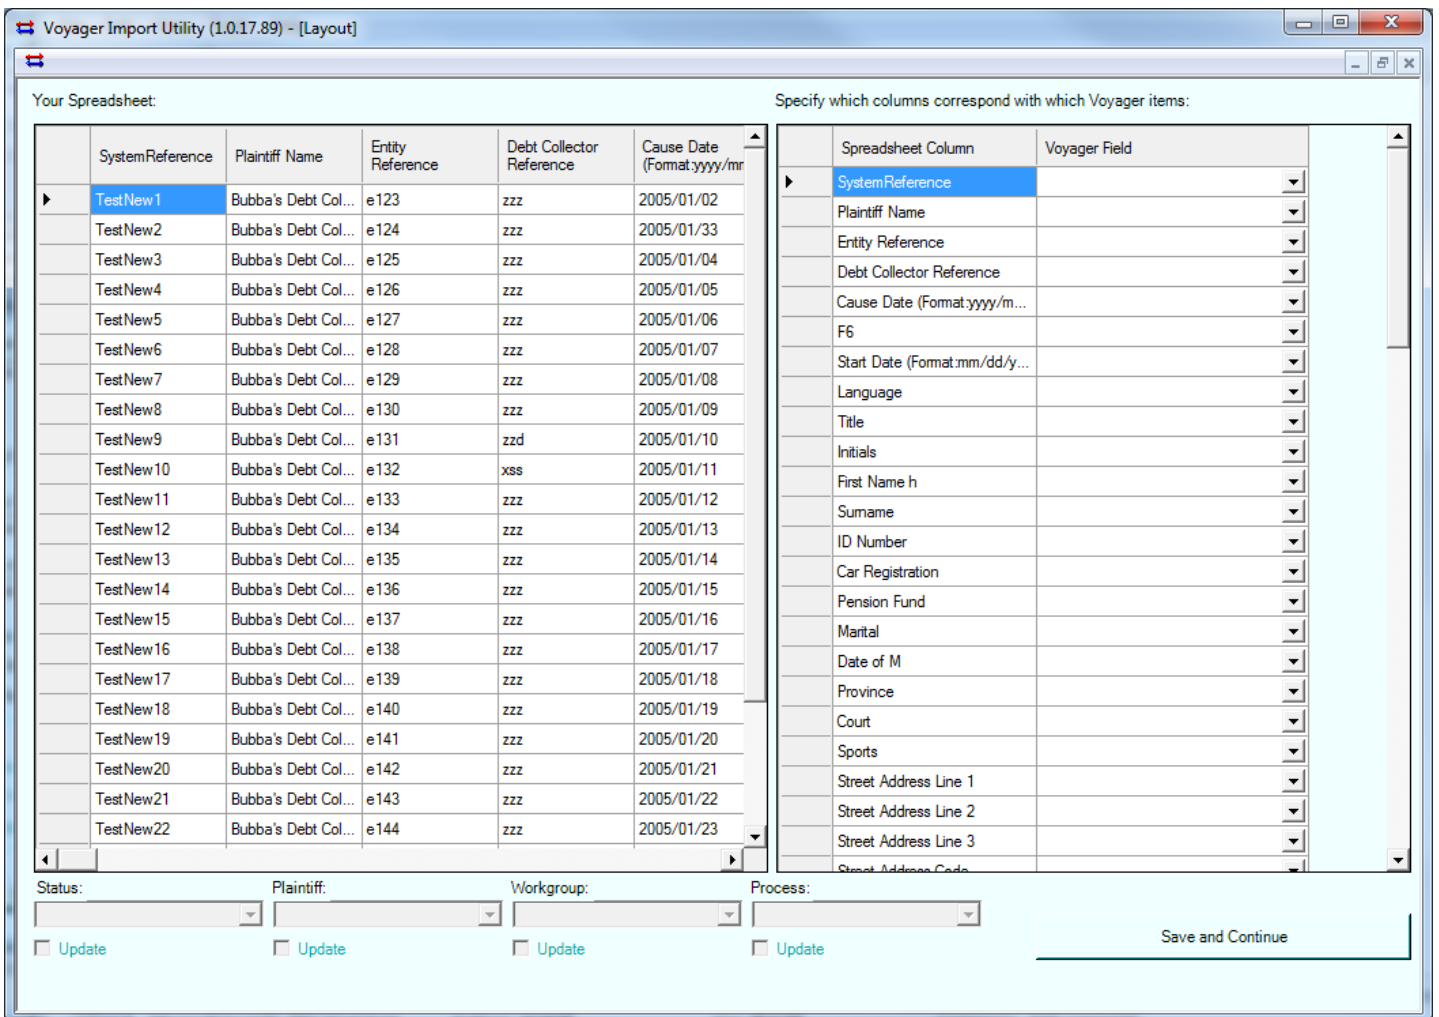 Voyager Import Utility (1.0.17.89) - [Layout]
Your Spreadsheet:
SystemReference Plaintiff Name Entity Reference Debt Collector Reference Cause Date (Format:yyyy/mm
TestNew1 Bubba's Debt Col... e123 zzz 2005/01/02
TestNew2 Bubba's Debt Col... e124 zzz 2005/01/33
TestNew3 Bubba's Debt Col... e125 zzz 2005/01/04
TestNew4 Bubba's Debt Col... e126 zzz 2005/01/05
TestNew5 Bubba's Debt Col... e127 zzz 2005/01/06
TestNew6 Bubba's Debt Col... e128 zzz 2005/01/07
TestNew7 Bubba's Debt Col... e129 zzz 2005/01/08
TestNew8 Bubba's Debt Col... e130 zzz 2005/01/09
TestNew9 Bubba's Debt Col... e131 zzd 2005/01/10
TestNew10 Bubba's Debt Col... e132 xss 2005/01/11
TestNew11 Bubba's Debt Col... e133 zzz 2005/01/12
TestNew12 Bubba's Debt Col... e134 zzz 2005/01/13
TestNew13 Bubba's Debt Col... e135 zzz 2005/01/14
TestNew14 Bubba's Debt Col... e136 zzz 2005/01/15
TestNew15 Bubba's Debt Col... e137 zzz 2005/01/16
TestNew16 Bubba's Debt Col... e138 zzz 2005/01/17
TestNew17 Bubba's Debt Col... e139 zzz 2005/01/18
TestNew18 Bubba's Debt Col... e140 zzz 2005/01/19
TestNew19 Bubba's Debt Col... e141 zzz 2005/01/20
TestNew20 Bubba's Debt Col... e142 zzz 2005/01/21
TestNew21 Bubba's Debt Col... e143 zzz 2005/01/22
TestNew22 Bubba's Debt Col... e144 zzz 2005/01/23
Specify which columns correspond with which Voyager items:
Spreadsheet Column Voyager Field
SystemReference
Plaintiff Name
Entity Reference
Debt Collector Reference
Cause Date (Format:yyyy/m...
F6
Start Date (Format:mm/dd/y...
Language
Title
Initials
First Name h
Surname
ID Number
Car Registration
Pension Fund
Marital
Date of M
Province
Court
Sports
Street Address Line 1
Street Address Line 2
Street Address Line 3
Street Address Code
Status: Plaintiff: Workgroup: Process:
Update Update Update Update
Save and Continue